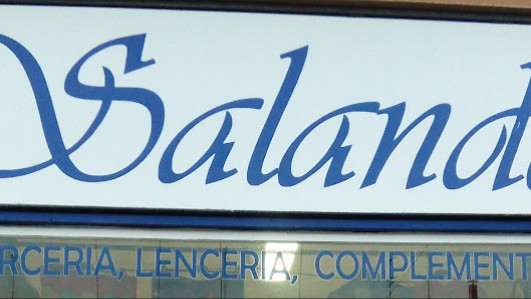 Saland
RCERIA, LENCERIA, COMPLEMENT